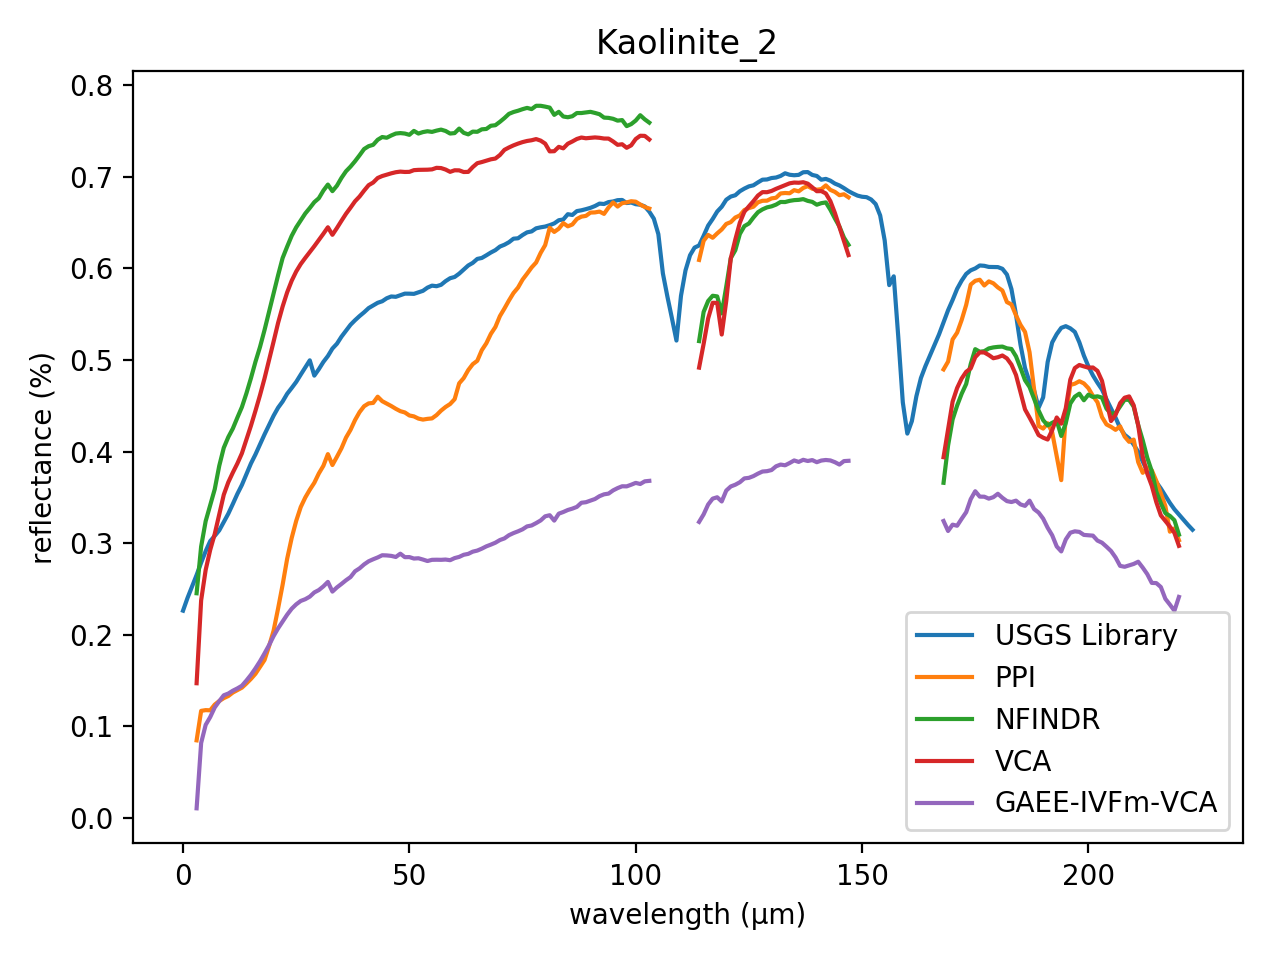 Kaolinite_2
reflectance (%)
0.8
0.7
0.6
0.5
0.4
0.3
0.2
0.1
0.0
USGS Library
PPI
NFINDR
VCA
GAEE-IVFm-VCA
0 50 100 150 200
wavelength (μm)